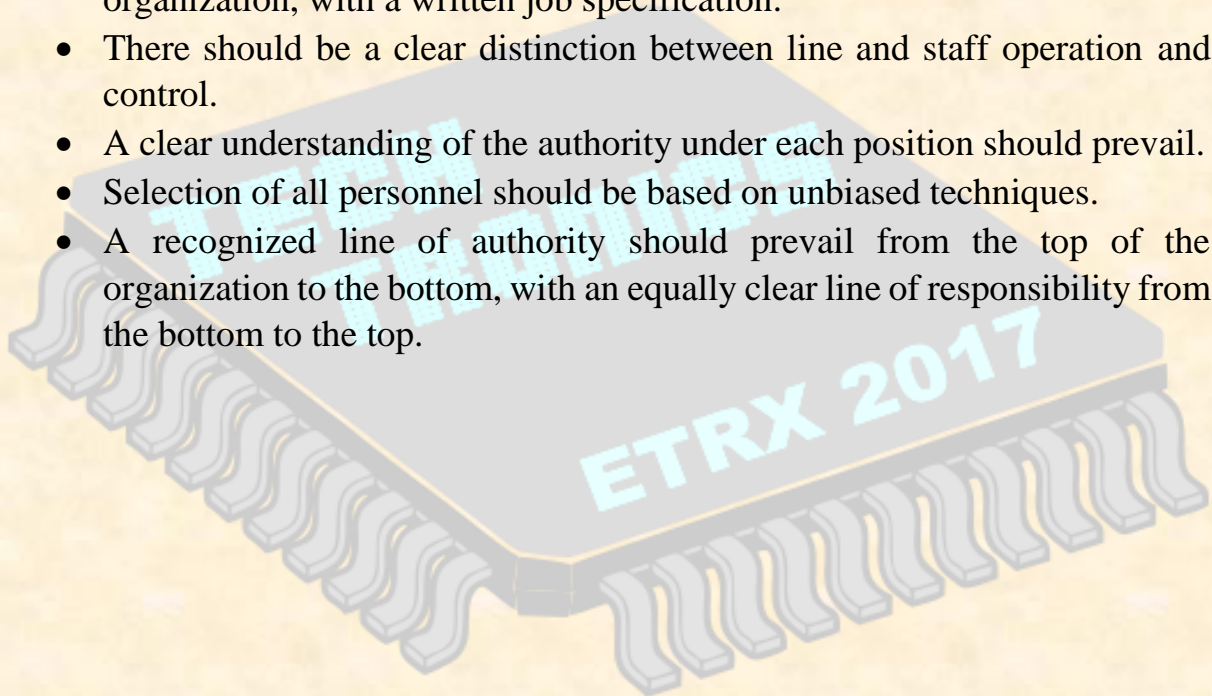 organization, with a written job specification.
• There should be a clear distinction between line and staff operation and
control.
• A clear understanding of the authority under each position should prevail.
• Selection of all personnel should be based on unbiased techniques.
• A recognized line of authority should prevail from the top of the
organization to the bottom, with an equally clear line of responsibility from
the bottom to the top.
TECH
TRONICS
ETRX 2017